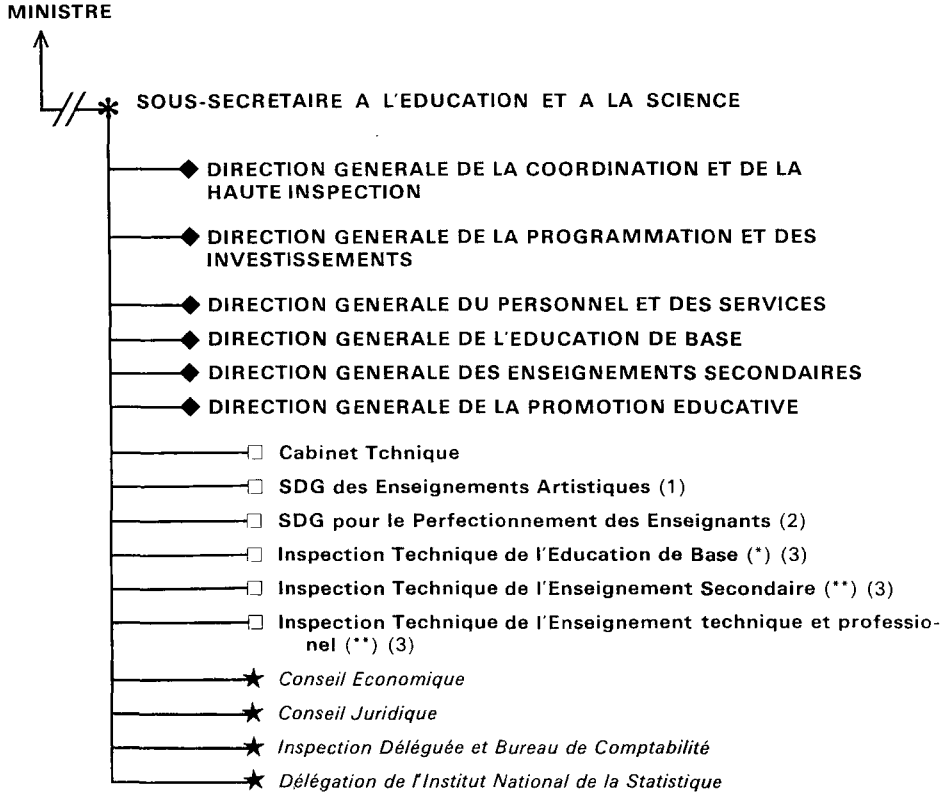 MINISTRE
SOUS-SECRETAIRE A L'EDUCATION ET A LA SCIENCE
DIRECTION GENERALE DE LA COORDINATION ET DE LA
HAUTE INSPECTION
DIRECTION GENERALE DE LA PROGRAMMATION ET DES
INVESTISSEMENTS
DIRECTION GENERALE DU PERSONNEL ET DES SERVICES
DIRECTION GENERALE DE L'EDUCATION DE BASE
DIRECTION GENERALE DES ENSEIGNEMENTS SECONDAIRES
DIRECTION GENERALE DE LA PROMOTION EDUCATIVE
Cabinet Tchnique
SDG des Enseignements Artistiques (1)
SDG pour le Perfectionnement des Enseignants (2)
Inspection Technique de l'Education de Base (*) (3)
Inspection Technique de l'Enseignement Secondaire (**) (3)
Inspection Technique de l'Enseignement technique et professio-
nel (**) (3)
Conseil Economique
Conseil Juridique
Inspection Déléguée et Bureau de Comptabilité
Délégation de l'Institut National de la Statistique